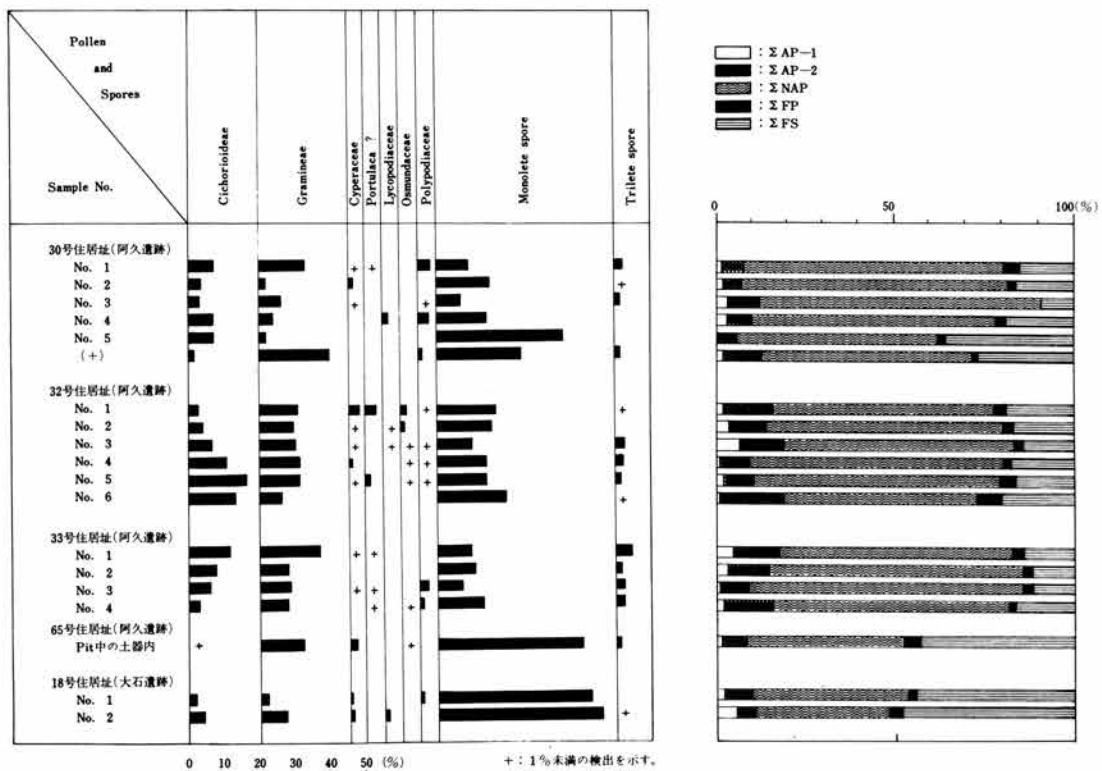 Pollen
and
Spores
Sample No.
Cichorioideae
Gramineae
Cyperaceae
Portulaca ?
Lycopodiaceae
Osmundaceae
Polypodiaceae
Monolete spore
Trilete spore
: Σ AP－1
: Σ AP－2
: Σ NAP
: Σ FP
: Σ FS
0 50 100(%)
30号住居址(阿久遺跡)
No. 1 + +
No. 2 +
No. 3 + +
No. 4
No. 5
(+)
32号住居址(阿久遺跡)
No. 1 + +
No. 2 + +
No. 3 + + + +
No. 4 + +
No. 5 + + +
No. 6 +
33号住居址(阿久遺跡)
No. 1 + +
No. 2
No. 3 + +
No. 4 + +
65号住居址(阿久遺跡)
Pit中の土器内 + +
18号住居址(大石遺跡)
No. 1
No. 2 +
0 10 20 30 40 50 (%)
+：1％未満の検出を示す。